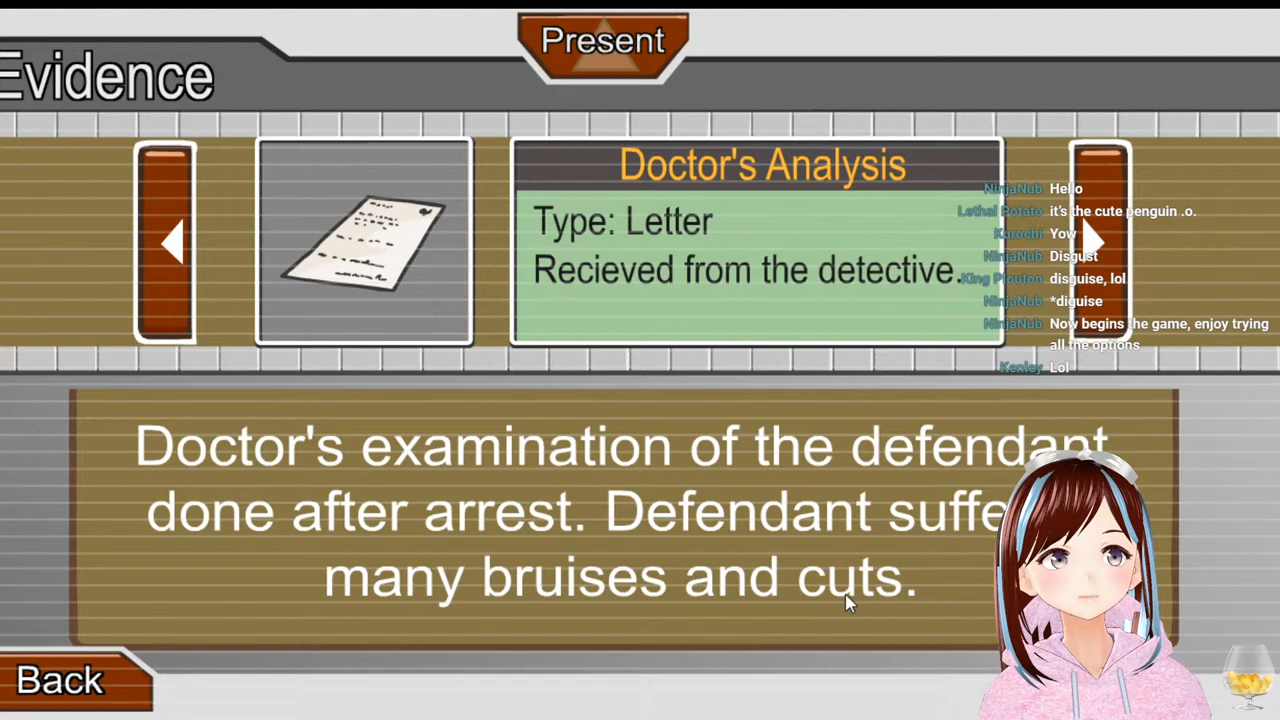 Present
Evidence
Doctor's Analysis
Type: Letter
Recieved from the detective.
NinjaNub Hello
Lethal Potato it's the cute penguin .o.
Kurochi Yow
NinjaNub Disgust
King Plouton disguise, lol
NinjaNub *diguise
NinjaNub Now begins the game, enjoy trying
all the options
Kenley Lol
Doctor's examination of the defendant
done after arrest. Defendant suffe
many bruises and cuts.
Back